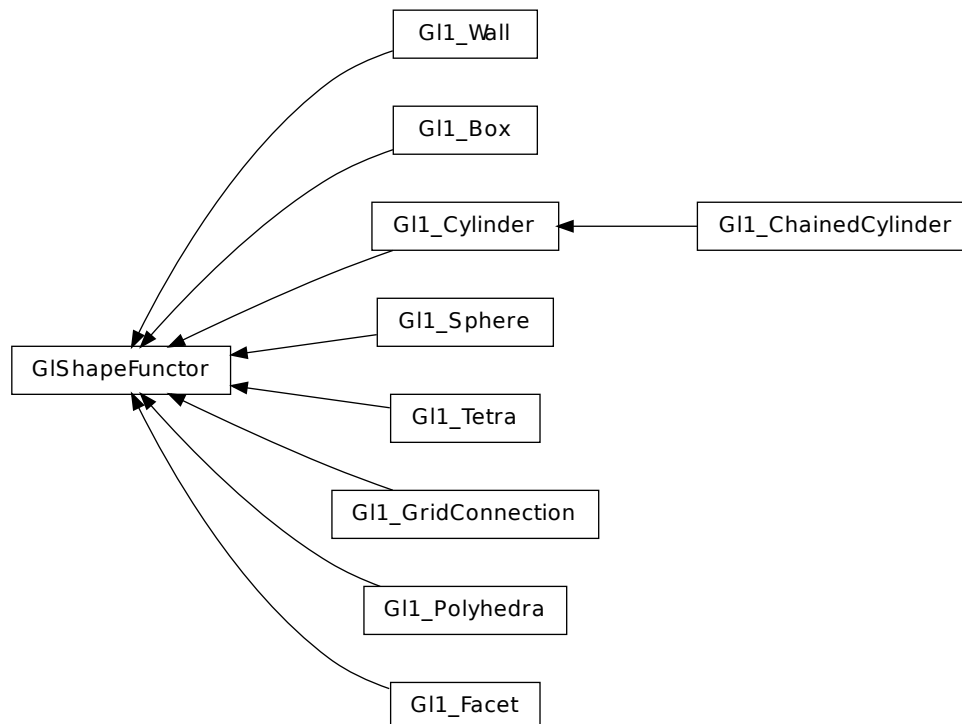 Gl1_Wall
Gl1_Box
Gl1_Cylinder
Gl1_ChainedCylinder
Gl1_Sphere
GlShapeFunctor
Gl1_Tetra
Gl1_GridConnection
Gl1_Polyhedra
Gl1_Facet